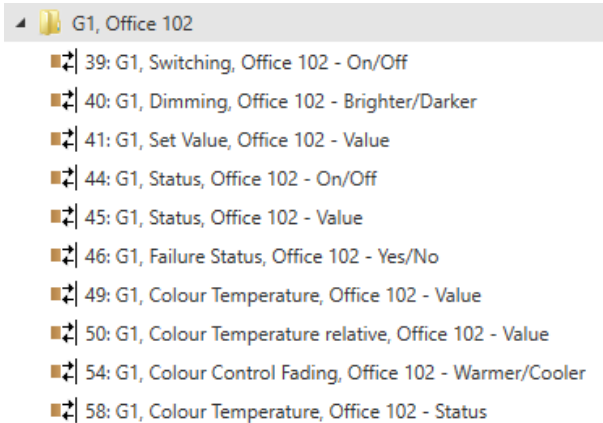 G1, Office 102
39: G1, Switching, Office 102 - On/Off
40: G1, Dimming, Office 102 - Brighter/Darker
41: G1, Set Value, Office 102 - Value
44: G1, Status, Office 102 - On/Off
45: G1, Status, Office 102 - Value
46: G1, Failure Status, Office 102 - Yes/No
49: G1, Colour Temperature, Office 102 - Value
50: G1, Colour Temperature relative, Office 102 - Value
54: G1, Colour Control Fading, Office 102 - Warmer/Cooler
58: G1, Colour Temperature, Office 102 - Status